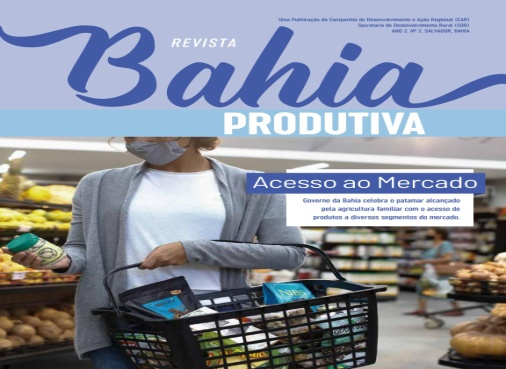 Uma Publicação da Companhia de Desenvolvimento e Ação Regional (CAR)
Secretaria de Desenvolvimento Rural (SDR)
ANO 2, Nº 2, SALVADOR, BAHIA
REVISTA
Bahia
PRODUTIVA
Acesso ao Mercado
Governo da Bahia celebra o patamar alcançado
pela agricultura familiar com o acesso de
produtos a diversos segmentos do mercado.